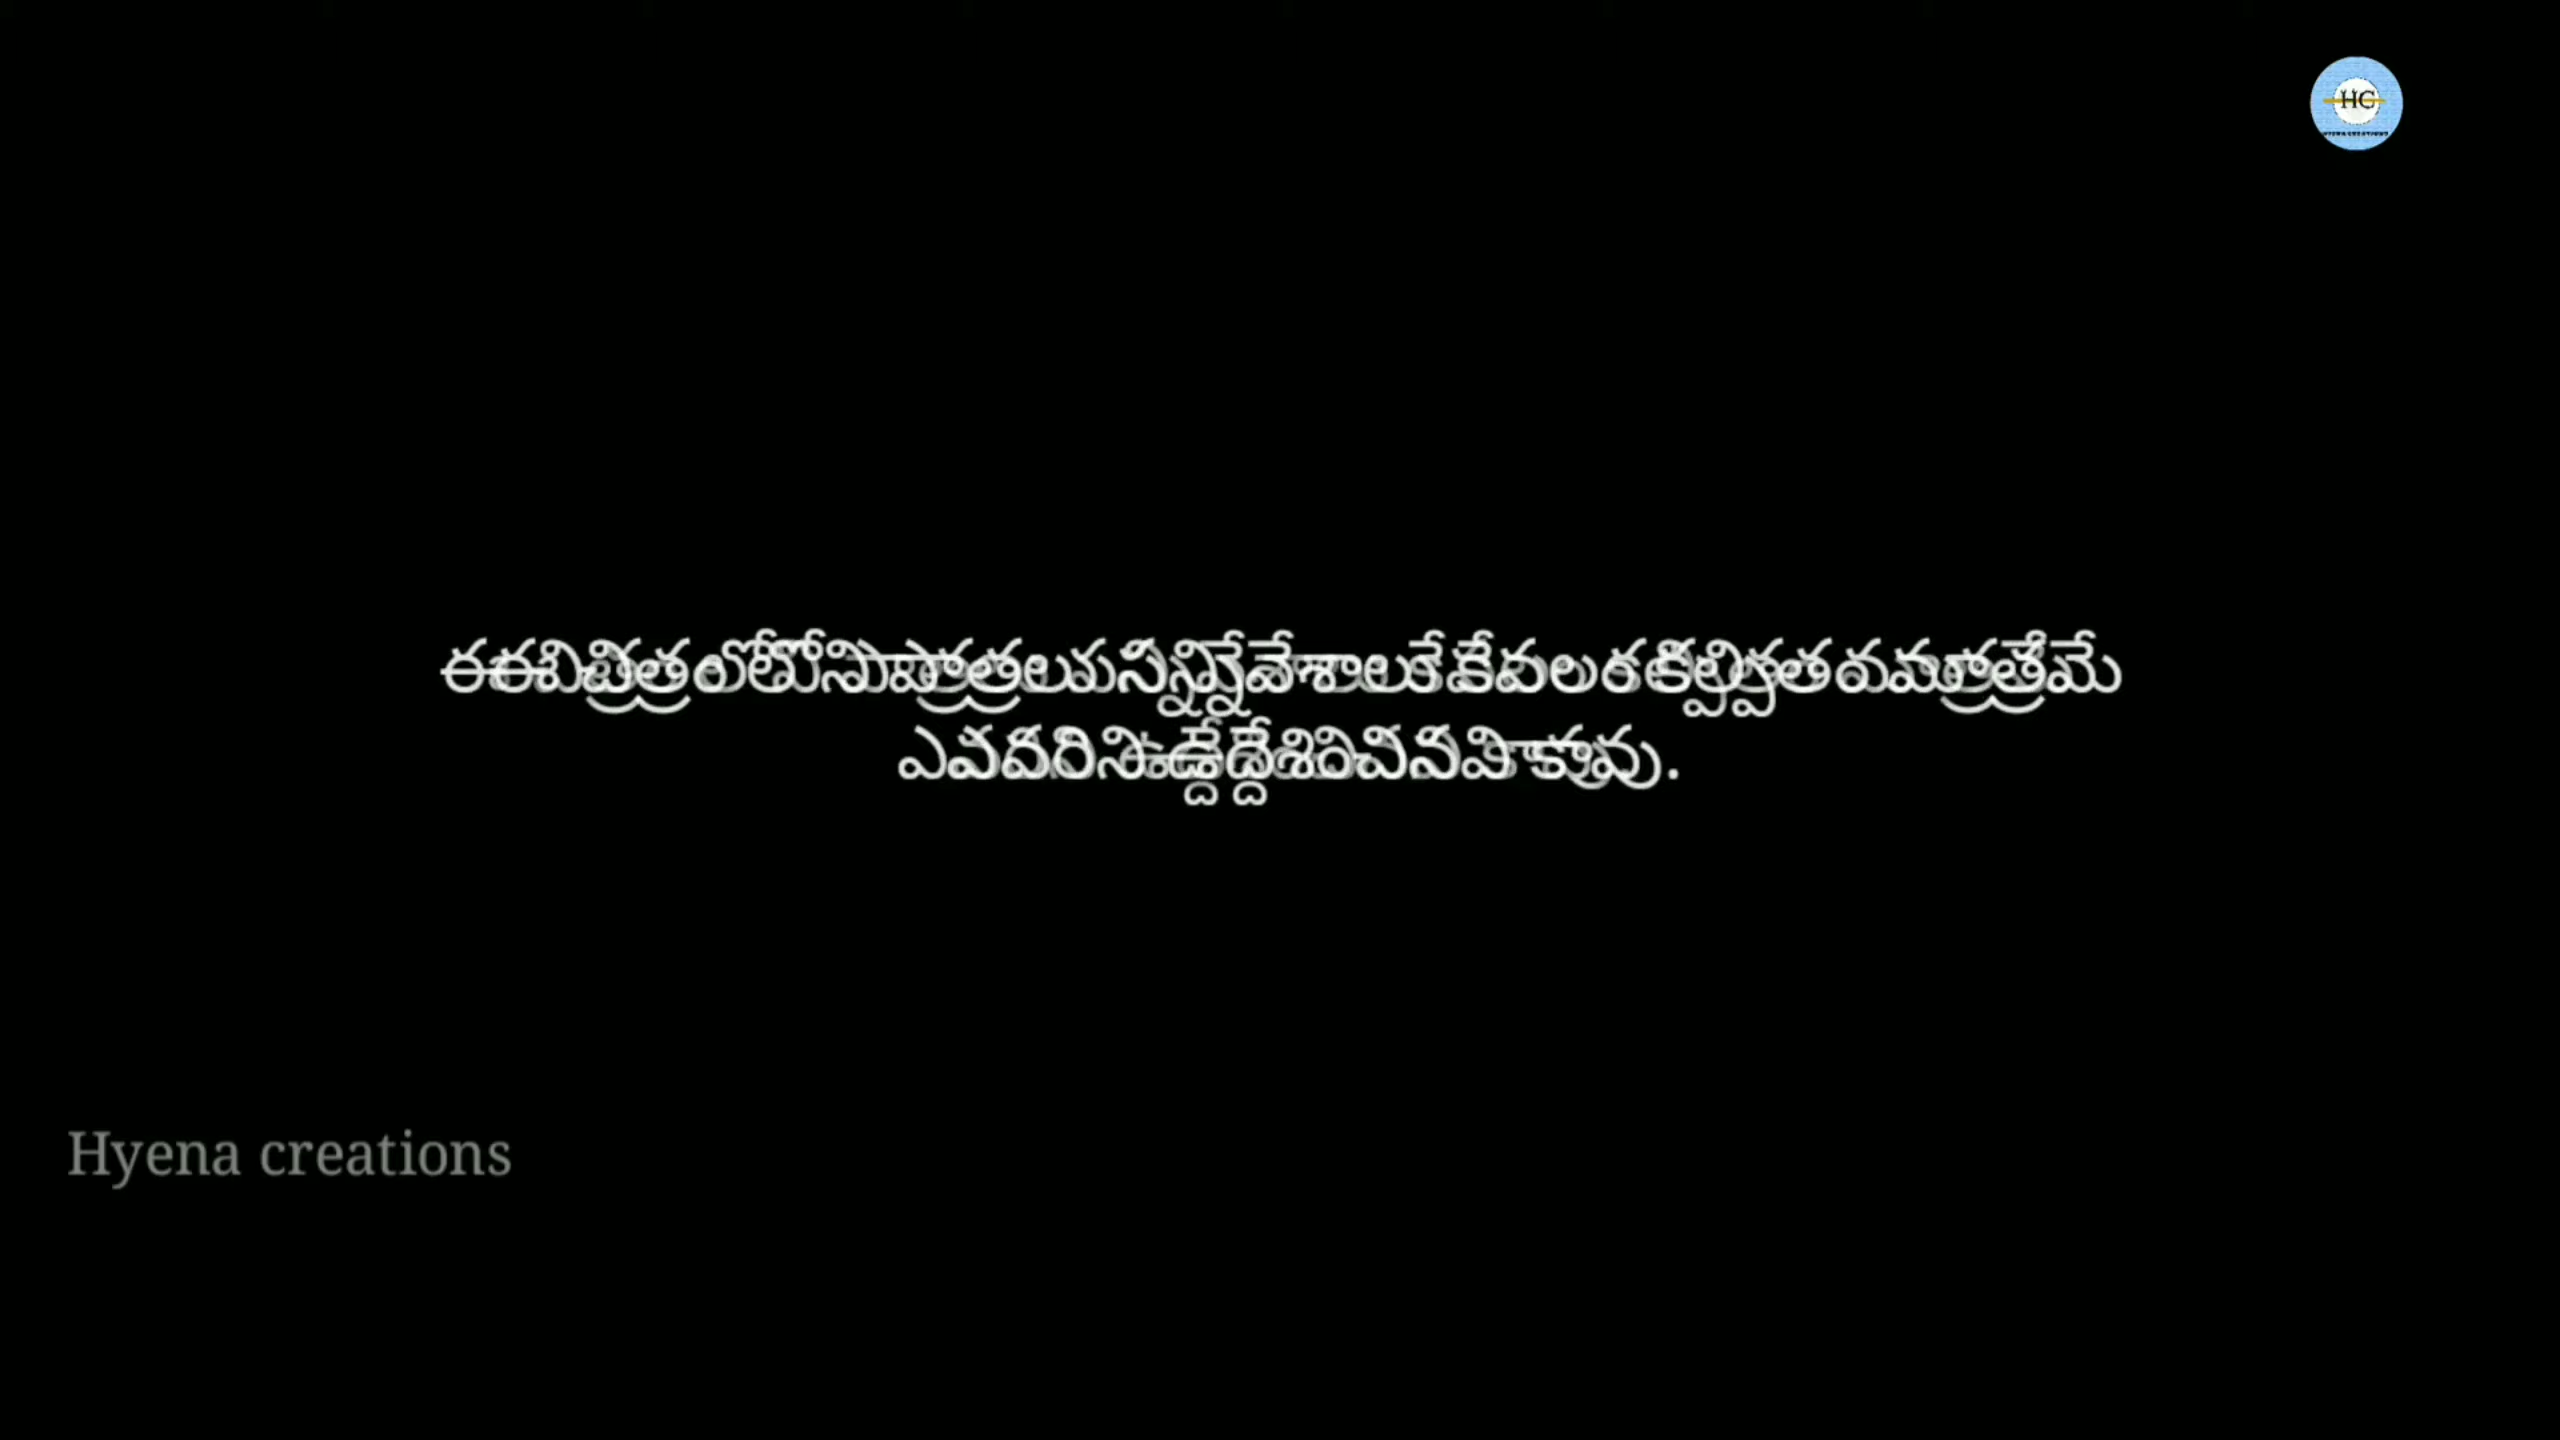 HC
ఈ చిత్రంలోని పాత్రలు సన్నివేశాలు కేవలం కల్పితం మాత్రమే
ఎవరిని ఉద్దేశించినవి కావు.
Hyena creations